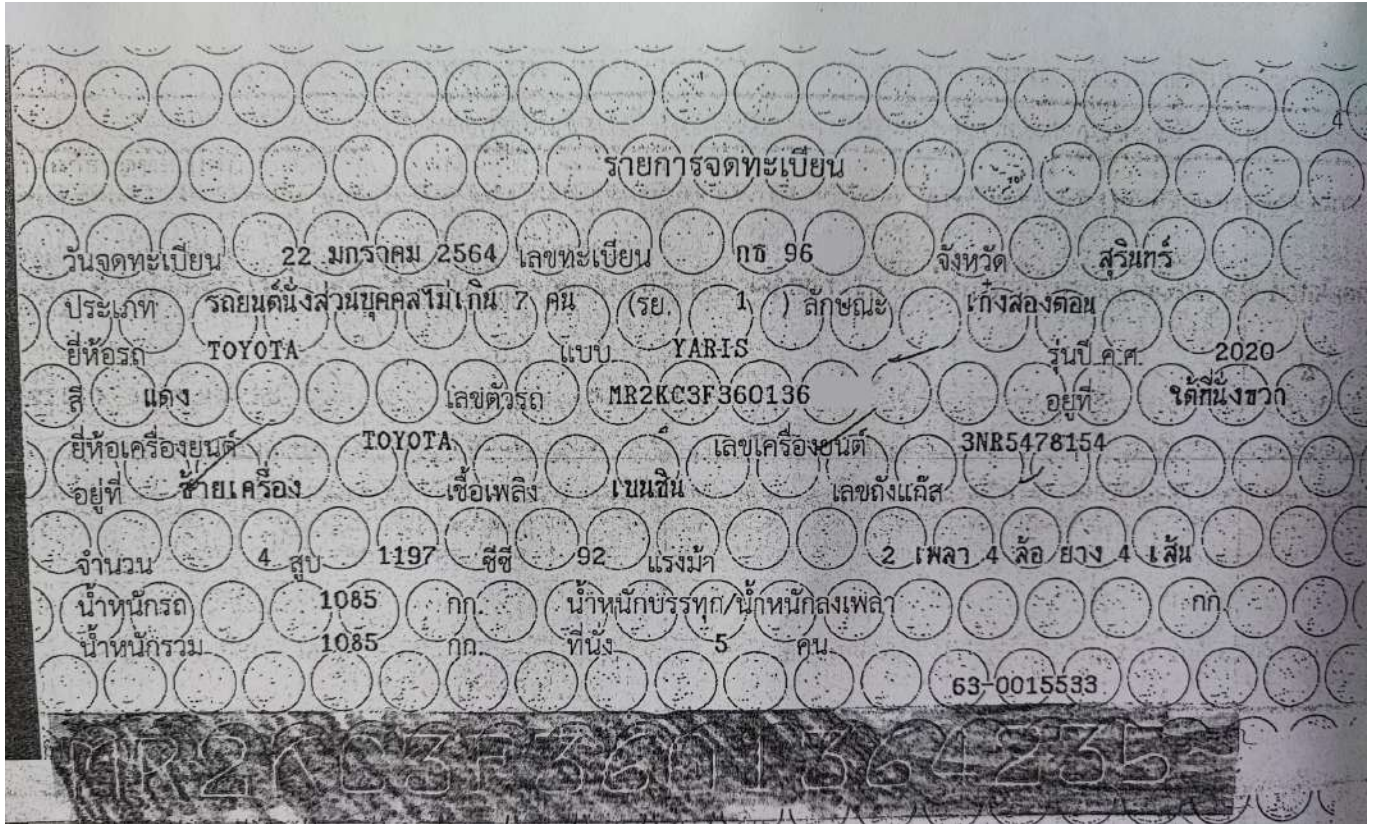 รายการจดทะเบียน
วันจดทะเบียน 22 มกราคม 2564 เลขทะเบียน กธ 96 จังหวัด สุรินทร์
ประเภท รถยนต์นั่งส่วนบุคคลไม่เกิน 7 คน (รย. 1 ) ลักษณะ เก๋งสองตอน
ยี่ห้อรถ TOYOTA แบบ YARIS รุ่นปี ค.ศ. 2020
สี แดง เลขตัวรถ MR2KC3F360136 อยู่ที่ ใต้ที่นั่งขวา
ยี่ห้อเครื่องยนต์ TOYOTA เลขเครื่องยนต์ 3NR5478154
อยู่ที่ ซ้ายเครื่อง เชื้อเพลิง เบนซิน เลขถังแก๊ส
จำนวน 4 สูบ 1197 ซีซี 92 แรงม้า 2 เพลา 4 ล้อ ยาง 4 เส้น
น้ำหนักรถ 1085 กก. น้ำหนักบรรทุก/น้ำหนักลงเพลา กก.
น้ำหนักรวม 1085 กก. ที่นั่ง 5 คน
63-0015533
MR2KC3F3601364235